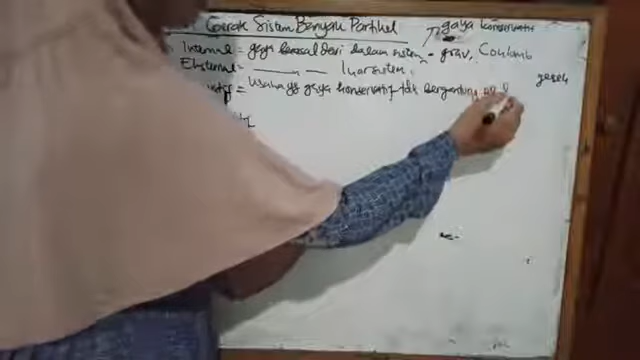 Gerak Sistem Banyak Partikel
gaya konservatif
Internal = gaya berasal dari dalam sistem - grav, Coulomb
Eksternal = luar sistem.
gesek
= Usaha gaya konservatif tdk bergantung